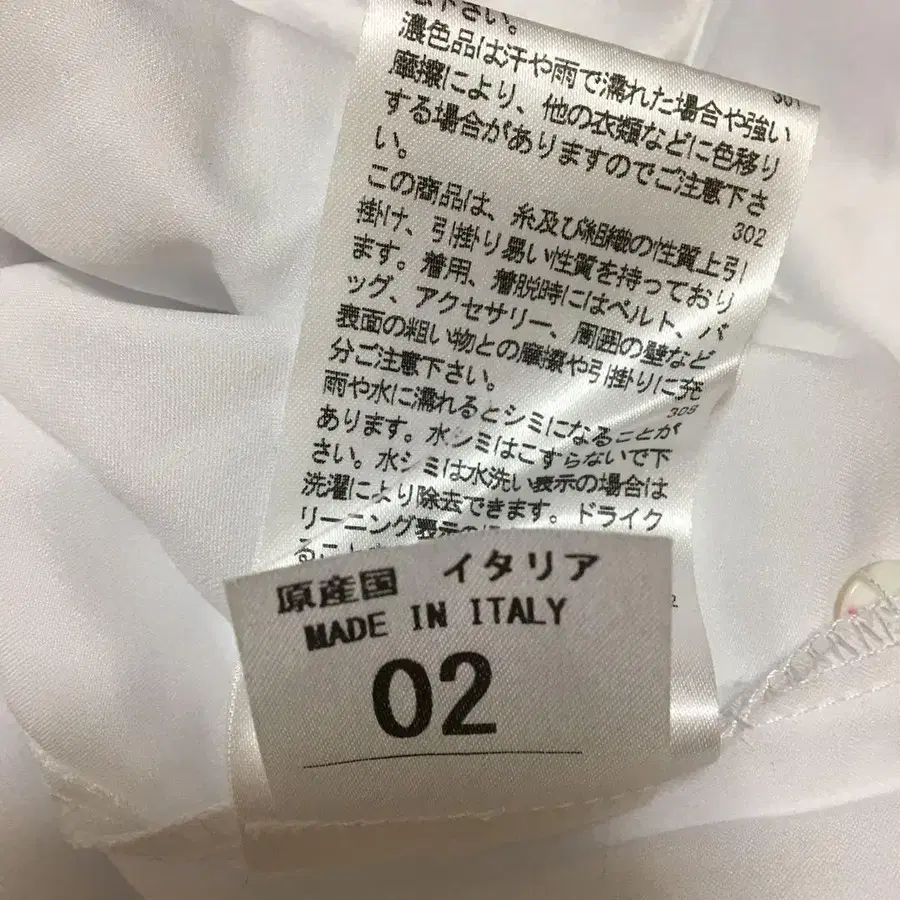 下さい。
301
濃色品は汗や雨で濡れた場合や強い
摩擦により、他の衣類などに色移り
する場合がありますのでご注意下さ
い。
302
この商品は、糸及び組織の性質上引
掛け、引掛り易い性質を持っており
ます。着用、着脱時にはベルト、バ
ッグ、アクセサリー、周囲の壁など
表面の粗い物との摩擦や引掛りに充
分ご注意下さい。
308
雨や水に濡れるとシミになることが
あります。水シミはこすらないで下
さい。水シミは水洗い表示の場合は
洗濯により除去できます。ドライク
リーニング表示の
原産国 イタリア
MADE IN ITALY
02